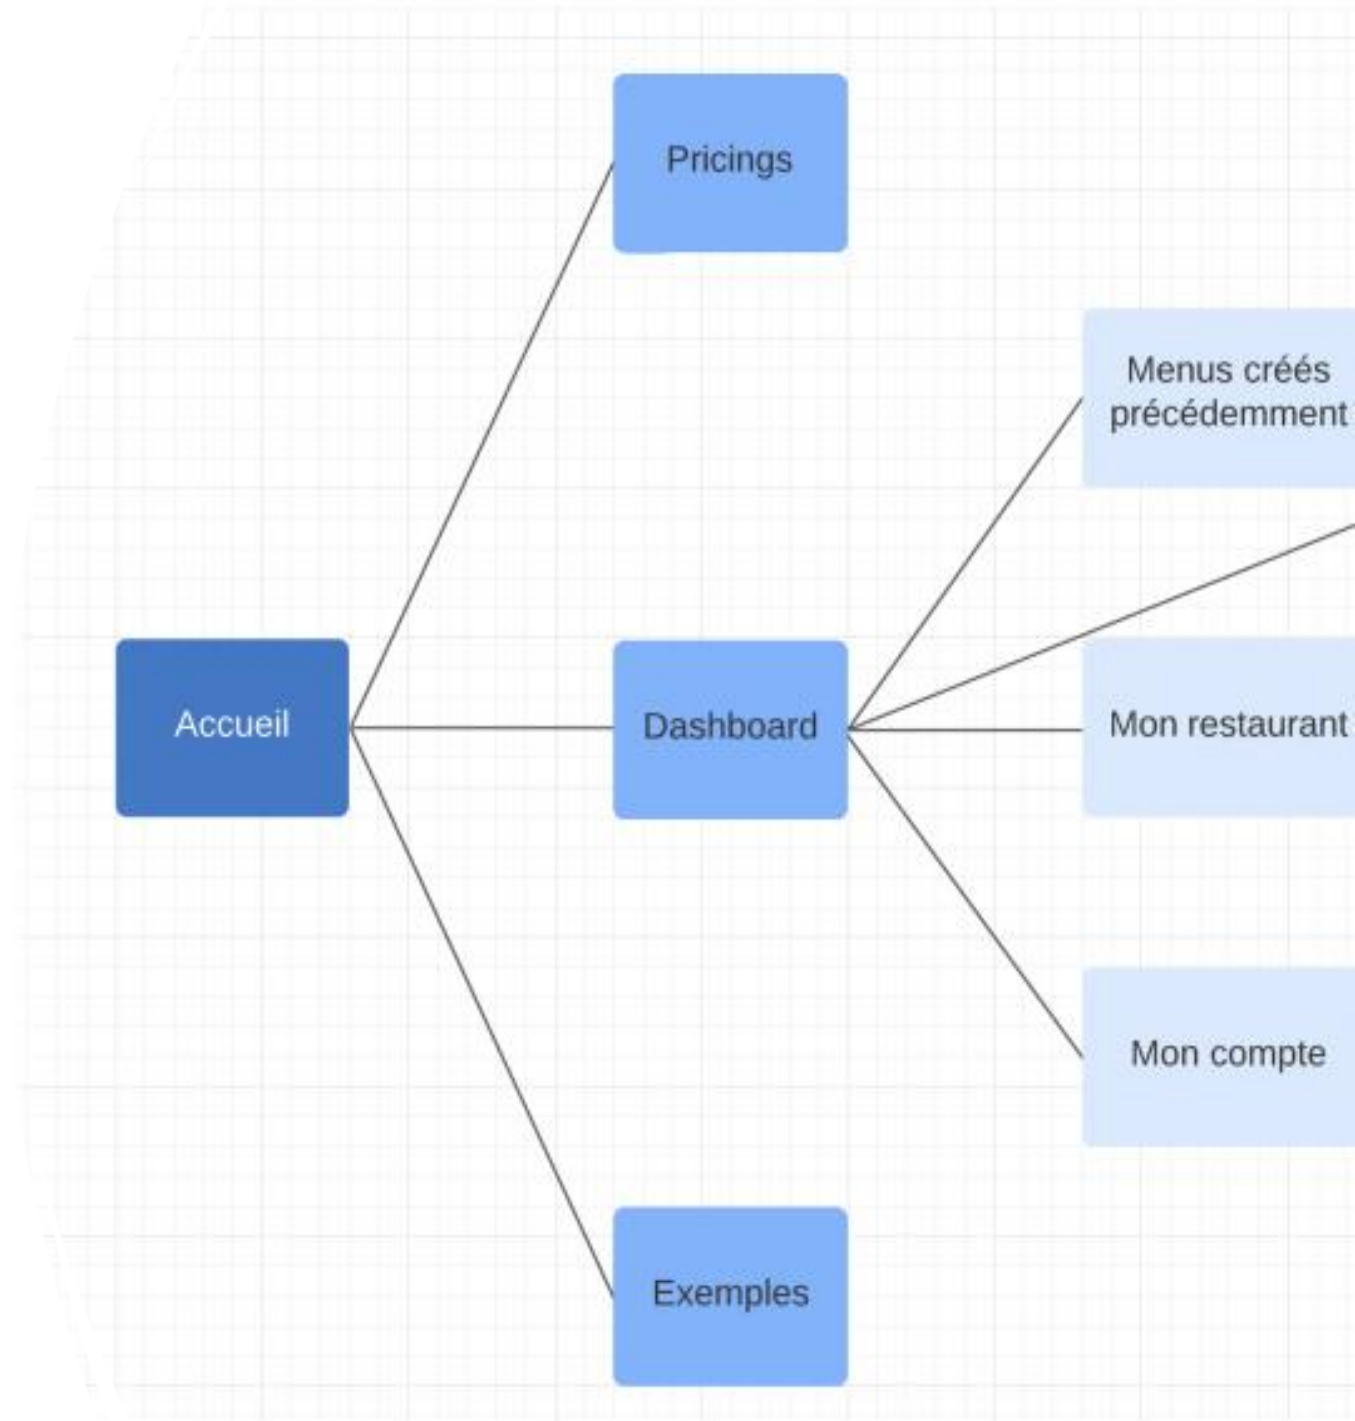 Pricings
Menus créés
précédemment
Accueil
Dashboard
Mon restaurant
Mon compte
Exemples